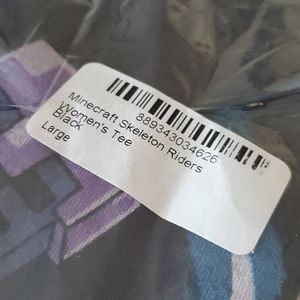 889343034626
Minecraft Skeleton Riders
Women's Tee
Black
Large